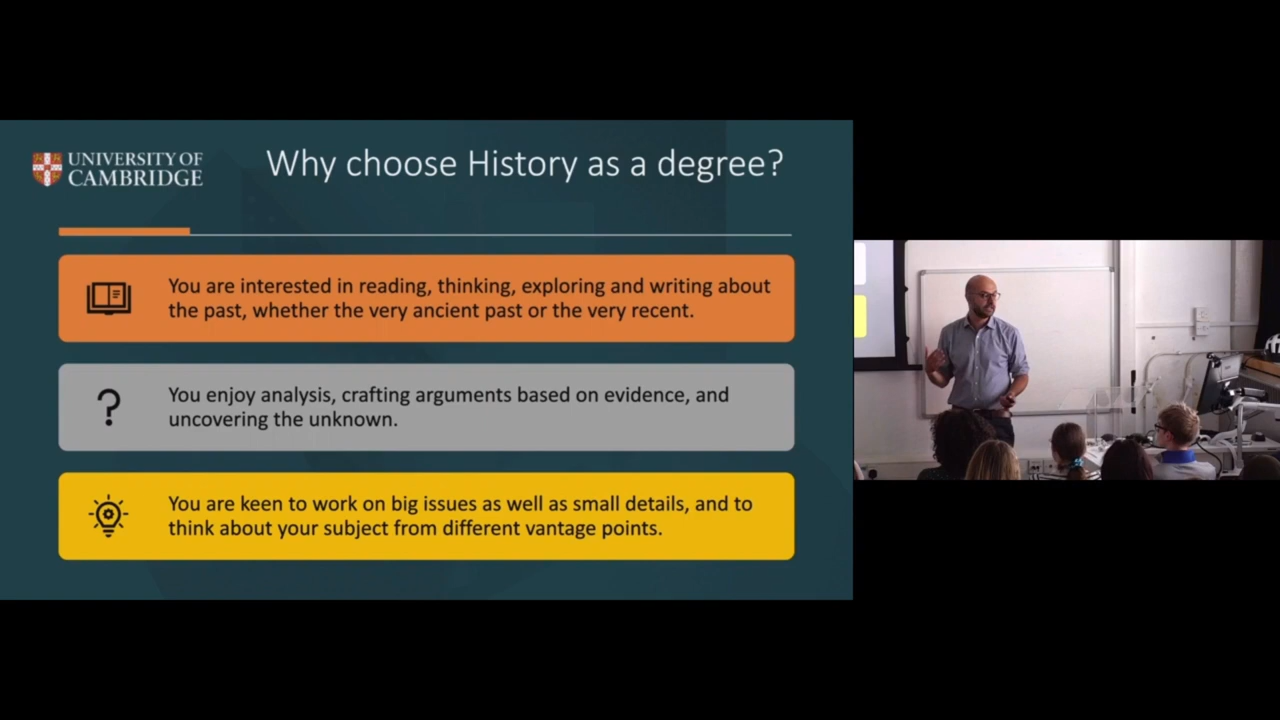 UNIVERSITY OF
CAMBRIDGE
Why choose History as a degree?
You are interested in reading, thinking, exploring and writing about
the past, whether the very ancient past or the very recent.
?
You enjoy analysis, crafting arguments based on evidence, and
uncovering the unknown.
You are keen to work on big issues as well as small details, and to
think about your subject from different vantage points.